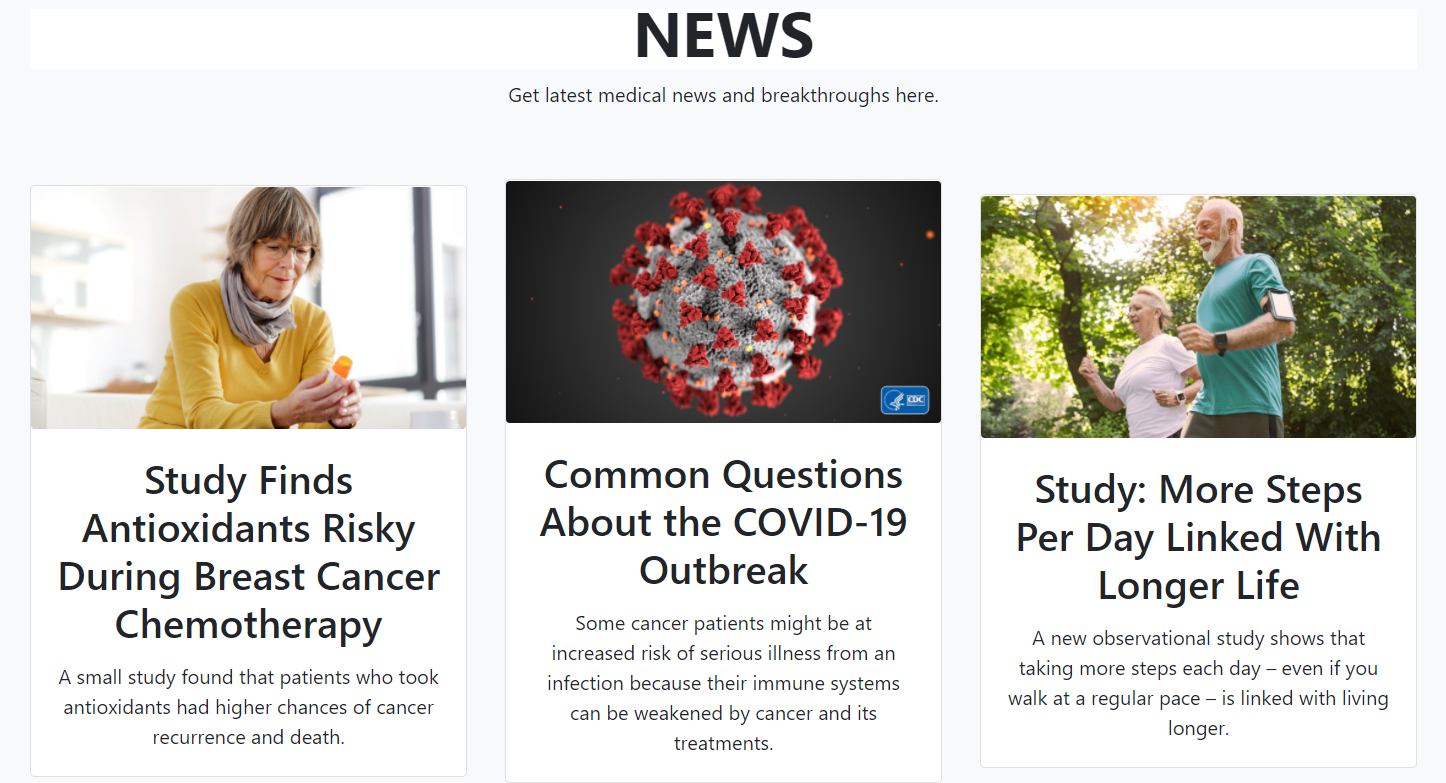 NEWS
Get latest medical news and breakthroughs here.
CDC
Study Finds
Antioxidants Risky
During Breast Cancer
Chemotherapy
A small study found that patients who took
antioxidants had higher chances of cancer
recurrence and death.
Common Questions
About the COVID-19
Outbreak
Some cancer patients might be at
increased risk of serious illness from an
infection because their immune systems
can be weakened by cancer and its
treatments.
Study: More Steps
Per Day Linked With
Longer Life
A new observational study shows that
taking more steps each day – even if you
walk at a regular pace – is linked with living
longer.